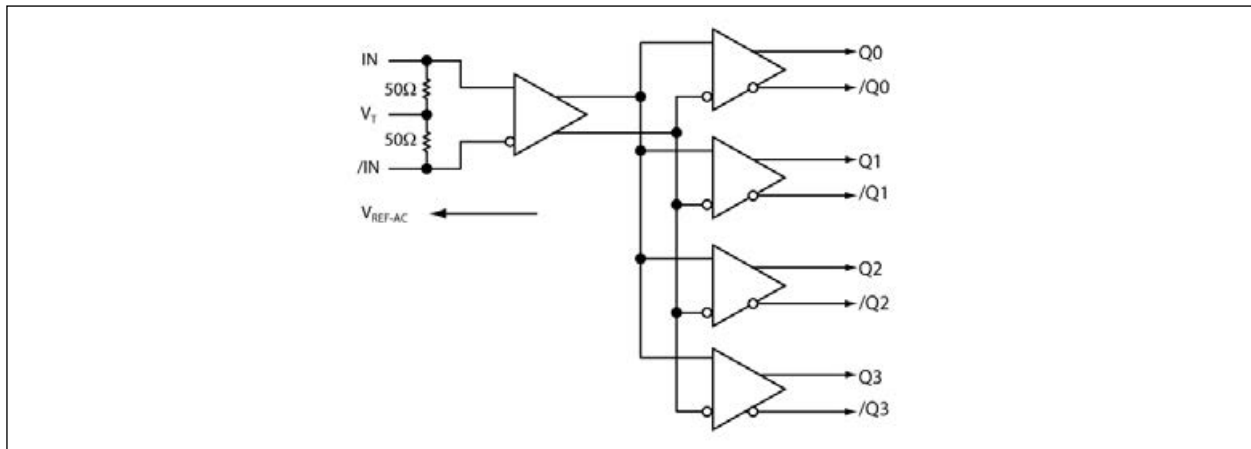 IN
50Ω
V_T
50Ω
/IN
V_REF-AC
Q0
/Q0
Q1
/Q1
Q2
/Q2
Q3
/Q3